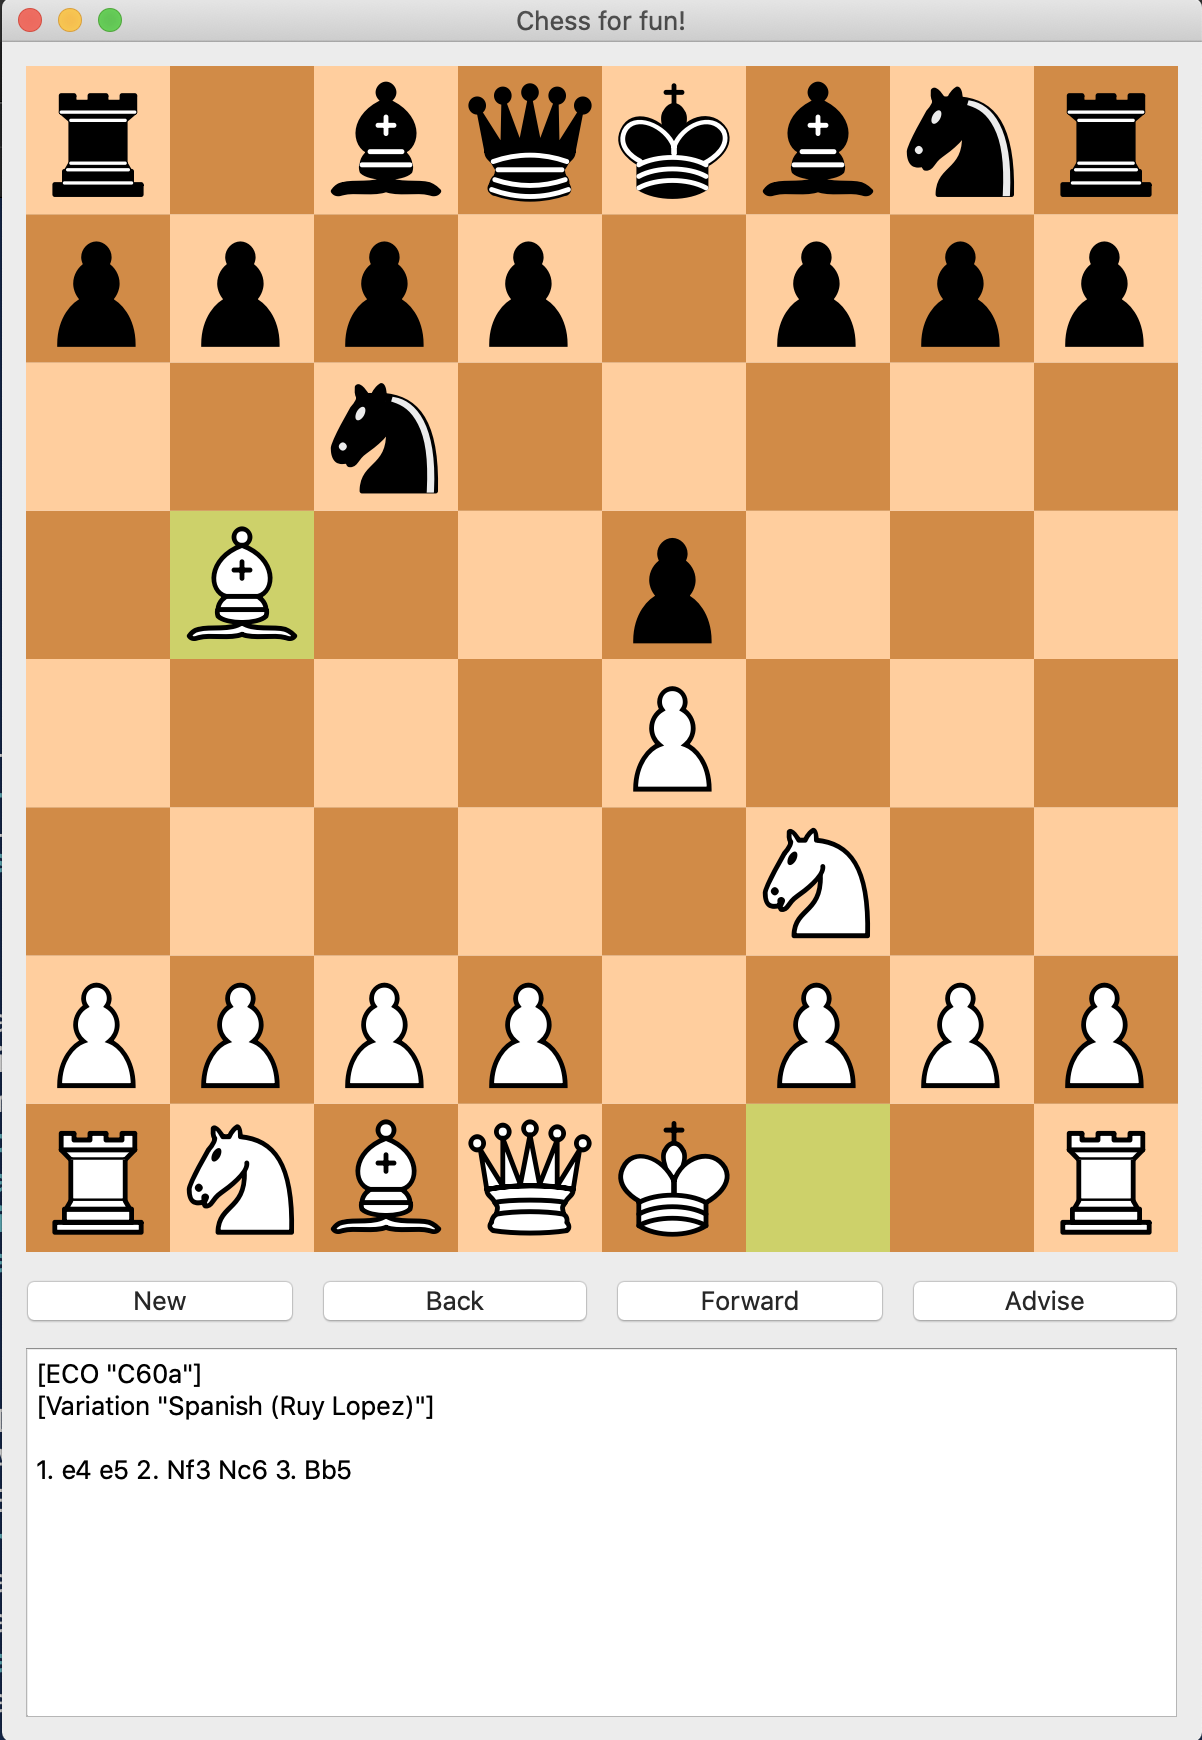 Chess for fun!
New
Back
Forward
Advise
[ECO "C60a"]
[Variation "Spanish (Ruy Lopez)"]
1. e4 e5 2. Nf3 Nc6 3. Bb5